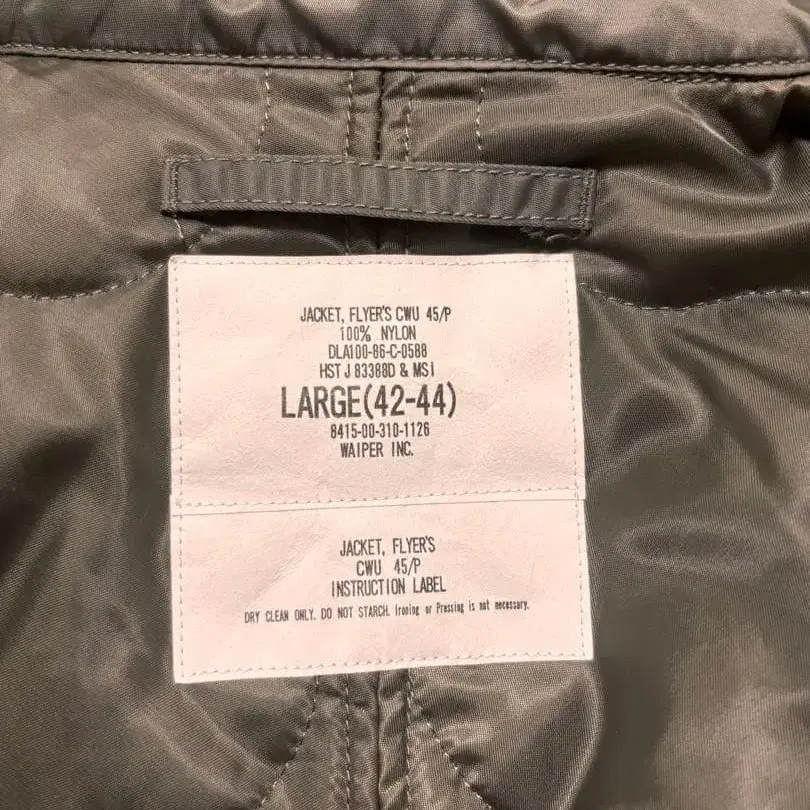 JACKET, FLYER'S CWU 45/P
100% NYLON
DLA100-86-C-0588
HST J 83388D & MSI
LARGE(42-44)
8415-00-310-1126
WAIPER INC.
JACKET, FLYER'S
CWU 45/P
INSTRUCTION LABEL
DRY CLEAN ONLY. DO NOT STARCH. Ironing or Pressing is not necessary.